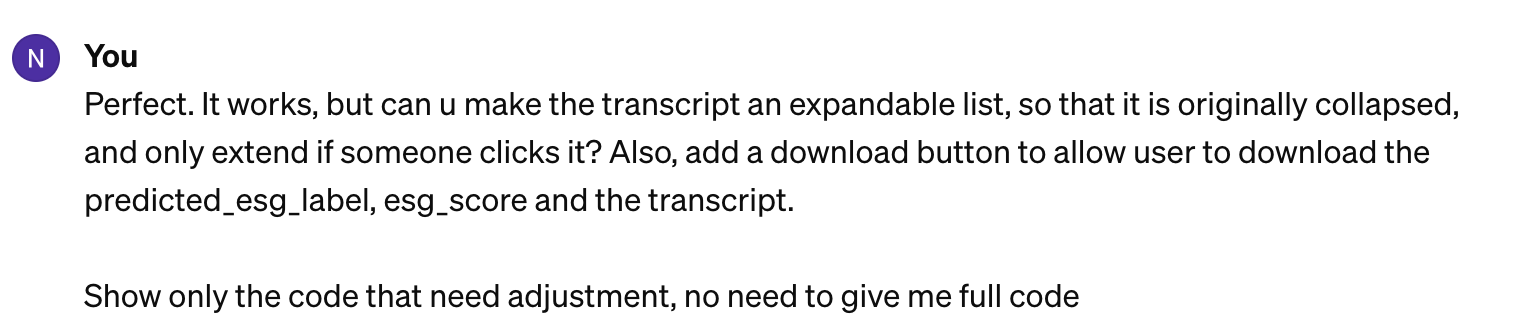 N
You
Perfect. It works, but can u make the transcript an expandable list, so that it is originally collapsed,
and only extend if someone clicks it? Also, add a download button to allow user to download the
predicted_esg_label, esg_score and the transcript.
Show only the code that need adjustment, no need to give me full code